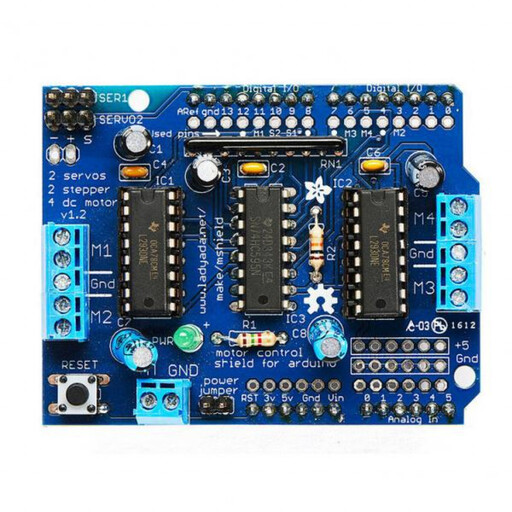 SER1
SERVO2
+ - S
Digital I/O
Digital I/O
ARef gnd 13 12 11 10 9 8
7 6 5 4 3 2 1 0
M1 S2 S1
M3 M4
M2
C1
C4
C3
RN1
C6
IC1
IC2
2 servos
2 stepper
4 dc motor
v1.2
www.ladyada.net/
make/mshield
L293DNE
L293DNE
R2
M1
Gnd
M2
M4
Gnd
M3
C7
PWR
+
R1
IC3
C8
motor control
shield for arduino
A-03
1612
+5
Gnd
RESET
GND
power
jumper
RST 3v 5v Gnd Vin
0 1 2 3 4 5
Analog In